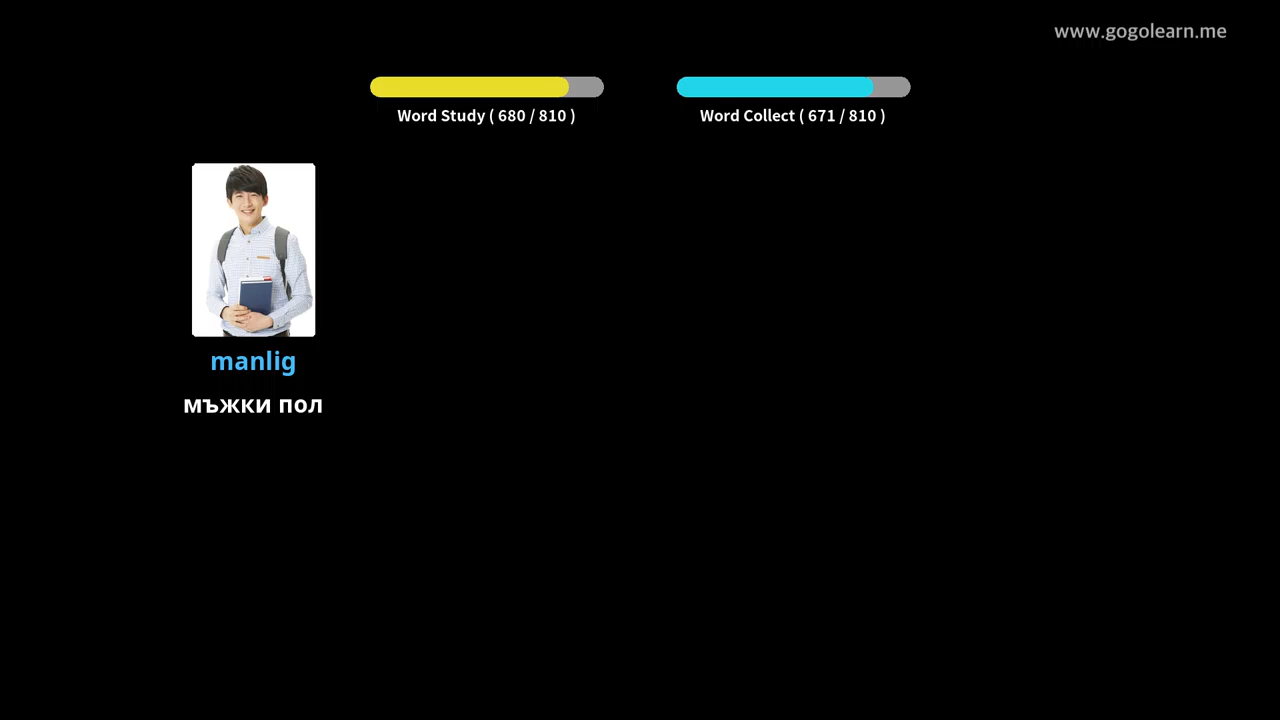 www.gogolearn.me
Word Study ( 680 / 810 )
Word Collect ( 671 / 810 )
manlig
мъжки пол